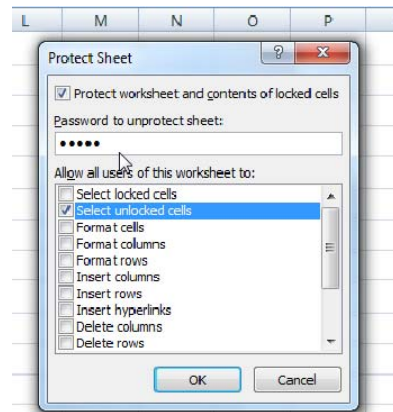 L M N O P
Protect Sheet
Protect worksheet and contents of locked cells
Password to unprotect sheet:
•••••
Allow all users of this worksheet to:
Select locked cells
Select unlocked cells
Format cells
Format columns
Format rows
Insert columns
Insert rows
Insert hyperlinks
Delete columns
Delete rows
OK Cancel